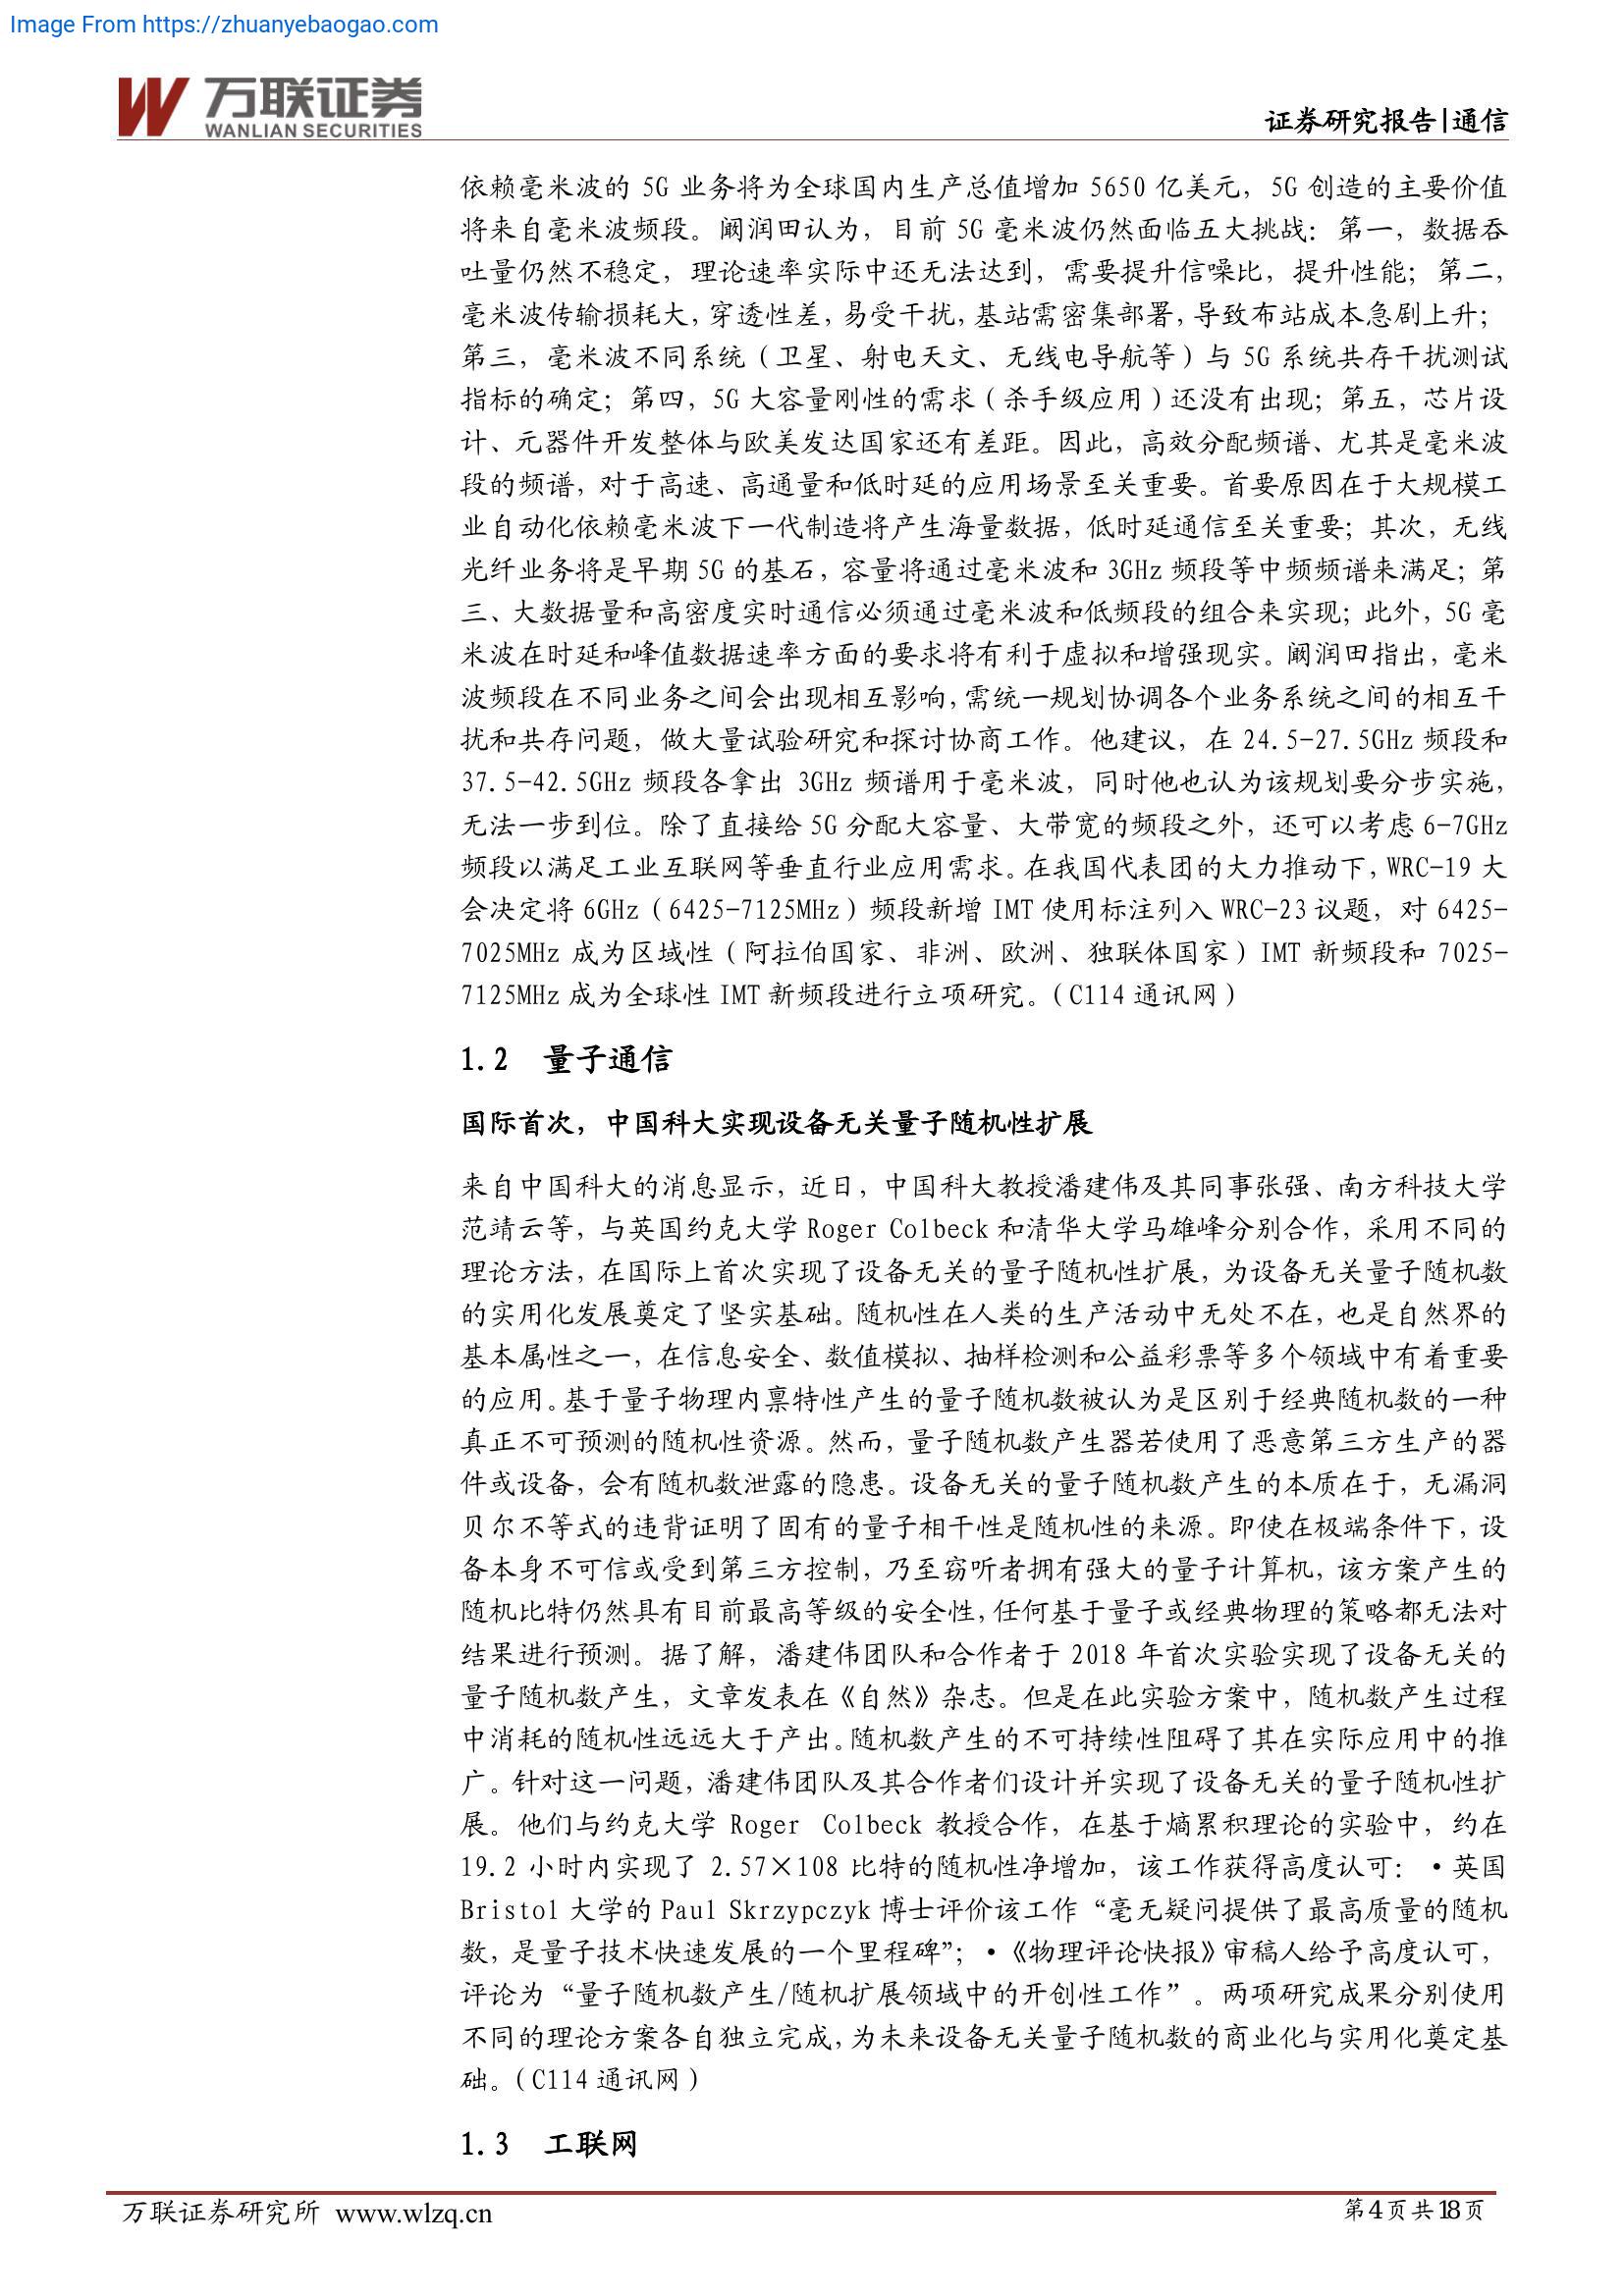 Image From https://zhuanyebaogao.com
万联证券
WANLIAN SECURITIES
证券研究报告|通信
依赖毫米波的 5G 业务将为全球国内生产总值增加 5650 亿美元，5G 创造的主要价值
将来自毫米波频段。阚润田认为，目前 5G 毫米波仍然面临五大挑战：第一，数据吞
吐量仍然不稳定，理论速率实际中还无法达到，需要提升信噪比，提升性能；第二，
毫米波传输损耗大，穿透性差，易受干扰，基站需密集部署，导致布站成本急剧上升；
第三，毫米波不同系统（卫星、射电天文、无线电导航等）与 5G 系统共存干扰测试
指标的确定；第四，5G 大容量刚性的需求（杀手级应用）还没有出现；第五，芯片设
计、元器件开发整体与欧美发达国家还有差距。因此，高效分配频谱、尤其是毫米波
段的频谱，对于高速、高通量和低时延的应用场景至关重要。首要原因在于大规模工
业自动化依赖毫米波下一代制造将产生海量数据，低时延通信至关重要；其次，无线
光纤业务将是早期 5G 的基石，容量将通过毫米波和 3GHz 频段等中频频谱来满足；第
三、大数据量和高密度实时通信必须通过毫米波和低频段的组合来实现；此外，5G 毫
米波在时延和峰值数据速率方面的要求将有利于虚拟和增强现实。阚润田指出，毫米
波频段在不同业务之间会出现相互影响，需统一规划协调各个业务系统之间的相互干
扰和共存问题，做大量试验研究和探讨协商工作。他建议，在 24.5-27.5GHz 频段和
37.5-42.5GHz 频段各拿出 3GHz 频谱用于毫米波，同时他也认为该规划要分步实施，
无法一步到位。除了直接给 5G 分配大容量、大带宽的频段之外，还可以考虑 6-7GHz
频段以满足工业互联网等垂直行业应用需求。在我国代表团的大力推动下，WRC-19 大
会决定将 6GHz（6425-7125MHz）频段新增 IMT 使用标注列入 WRC-23 议题，对 6425-
7025MHz 成为区域性（阿拉伯国家、非洲、欧洲、独联体国家）IMT 新频段和 7025-
7125MHz 成为全球性 IMT 新频段进行立项研究。（C114 通讯网）
1.2 量子通信
国际首次，中国科大实现设备无关量子随机性扩展
来自中国科大的消息显示，近日，中国科大教授潘建伟及其同事张强、南方科技大学
范靖云等，与英国约克大学 Roger Colbeck 和清华大学马雄峰分别合作，采用不同的
理论方法，在国际上首次实现了设备无关的量子随机性扩展，为设备无关量子随机数
的实用化发展奠定了坚实基础。随机性在人类的生产活动中无处不在，也是自然界的
基本属性之一，在信息安全、数值模拟、抽样检测和公益彩票等多个领域中有着重要
的应用。基于量子物理内禀特性产生的量子随机数被认为是区别于经典随机数的一种
真正不可预测的随机性资源。然而，量子随机数产生器若使用了恶意第三方生产的器
件或设备，会有随机数泄露的隐患。设备无关的量子随机数产生的本质在于，无漏洞
贝尔不等式的违背证明了固有的量子相干性是随机性的来源。即使在极端条件下，设
备本身不可信或受到第三方控制，乃至窃听者拥有强大的量子计算机，该方案产生的
随机比特仍然具有目前最高等级的安全性，任何基于量子或经典物理的策略都无法对
结果进行预测。据了解，潘建伟团队和合作者于 2018 年首次实验实现了设备无关的
量子随机数产生，文章发表在《自然》杂志。但是在此实验方案中，随机数产生过程
中消耗的随机性远远大于产出。随机数产生的不可持续性阻碍了其在实际应用中的推
广。针对这一问题，潘建伟团队及其合作者们设计并实现了设备无关的量子随机性扩
展。他们与约克大学 Roger Colbeck 教授合作，在基于熵累积理论的实验中，约在
19.2 小时内实现了 2.57×108 比特的随机性净增加，该工作获得高度认可：•英国
Bristol 大学的 Paul Skrzypczyk 博士评价该工作“毫无疑问提供了最高质量的随机
数，是量子技术快速发展的一个里程碑”；•《物理评论快报》审稿人给予高度认可，
评论为“量子随机数产生/随机扩展领域中的开创性工作”。两项研究成果分别使用
不同的理论方案各自独立完成，为未来设备无关量子随机数的商业化与实用化奠定基
础。（C114 通讯网）
1.3 工联网
万联证券研究所 www.wlzq.cn
第4页共18页